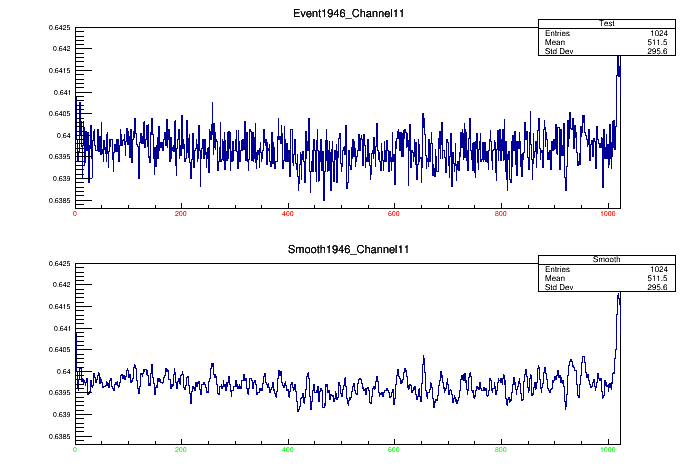 Event1946_Channel11
Test
Entries 1024
Mean 511.5
Std Dev 295.6
0.6425
0.642
0.6415
0.641
0.6405
0.64
0.6395
0.639
0.6385
0 200 400 600 800 1000
Smooth1946_Channel11
Smooth
Entries 1024
Mean 511.5
Std Dev 295.6
0.6425
0.642
0.6415
0.641
0.6405
0.64
0.6395
0.639
0.6385
0 200 400 600 800 1000